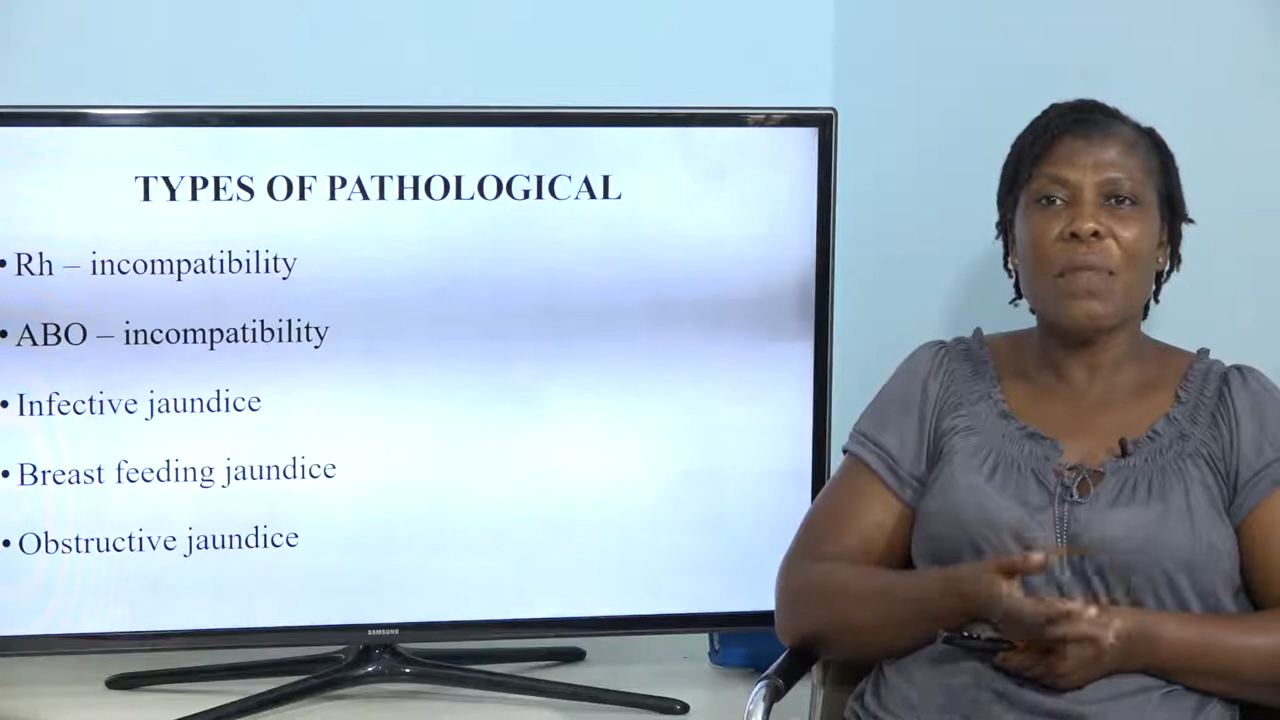 TYPES OF PATHOLOGICAL
• Rh – incompatibility
• ABO – incompatibility
• Infective jaundice
• Breast feeding jaundice
• Obstructive jaundice
SAMSUNG